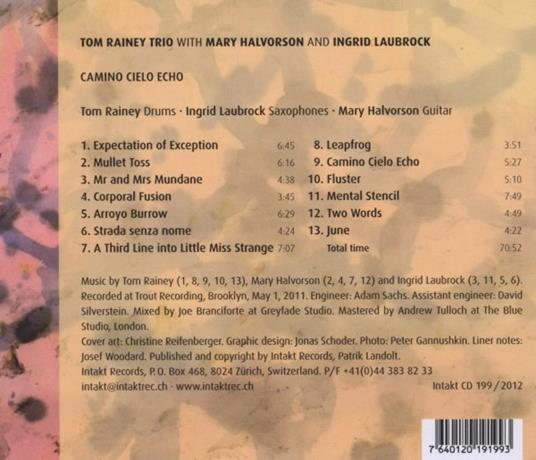 TOM RAINEY TRIO WITH MARY HALVORSON AND INGRID LAUBROCK
CAMINO CIELO ECHO
Tom Rainey Drums · Ingrid Laubrock Saxophones · Mary Halvorson Guitar
1. Expectation of Exception 6:45
2. Mullet Toss 6:16
3. Mr and Mrs Mundane 4:38
4. Corporal Fusion 3:45
5. Arroyo Burrow 6:29
6. Strada senza nome 4:24
7. A Third Line into Little Miss Strange 7:07
8. Leapfrog 3:51
9. Camino Cielo Echo 5:27
10. Fluster 5:10
11. Mental Stencil 7:49
12. Two Words 4:49
13. June 4:22
Total time 70:52
Music by Tom Rainey (1, 8, 9, 10, 13), Mary Halvorson (2, 4, 7, 12) and Ingrid Laubrock (3, 11, 5, 6).
Recorded at Trout Recording, Brooklyn, May 1, 2011. Engineer: Adam Sachs. Assistant engineer: David
Silverstein. Mixed by Joe Branciforte at Greyfade Studio. Mastered by Andrew Tulloch at The Blue
Studio, London.
Cover art: Christine Reifenberger. Graphic design: Jonas Schoder. Photo: Peter Gannushkin. Liner notes:
Josef Woodard. Published and copyright by Intakt Records, Patrik Landolt.
Intakt Records, P.O. Box 468, 8024 Zürich, Switzerland. P/F +41(0)44 383 82 33
intakt@intaktrec.ch · www.intaktrec.ch Intakt CD 199 / 2012
7 640120 191993